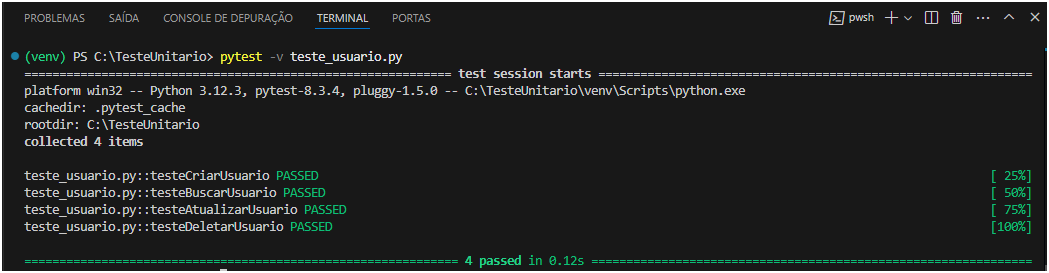 PROBLEMAS SAÍDA CONSOLE DE DEPURAÇÃO TERMINAL PORTAS pwsh
(venv) PS C:\TesteUnitario> pytest -v teste_usuario.py
============================================================= test session starts ==============================================================
platform win32 -- Python 3.12.3, pytest-8.3.4, pluggy-1.5.0 -- C:\TesteUnitario\venv\Scripts\python.exe
cachedir: .pytest_cache
rootdir: C:\TesteUnitario
collected 4 items
teste_usuario.py::testeCriarUsuario PASSED [ 25%]
teste_usuario.py::testeBuscarUsuario PASSED [ 50%]
teste_usuario.py::testeAtualizarUsuario PASSED [ 75%]
teste_usuario.py::testeDeletarUsuario PASSED [100%]
============================================================== 4 passed in 0.12s ===============================================================